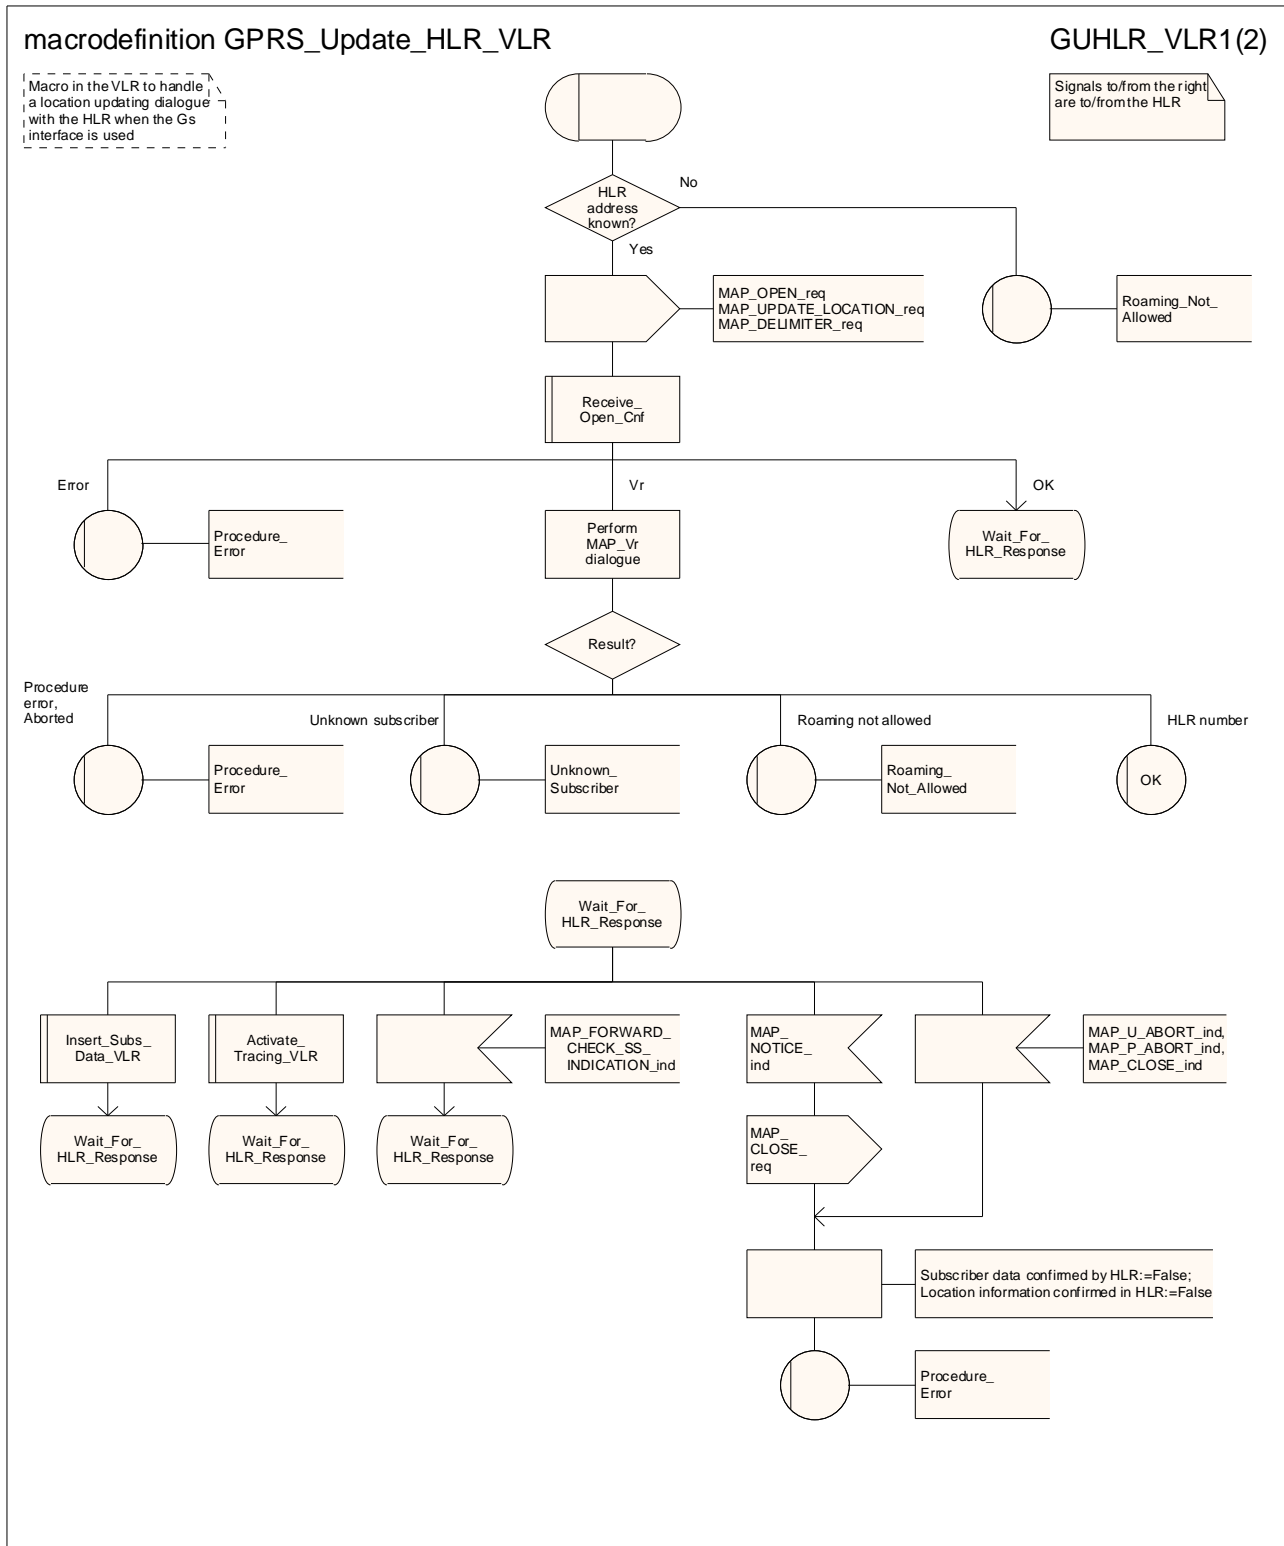 macrodefinition GPRS_Update_HLR_VLR
GUHLR_VLR1(2)
Macro in the VLR to handle
a location updating dialogue
with the HLR when the Gs
interface is used
Signals to/from the right
are to/from the HLR
HLR
address
known?
No
Yes
MAP_OPEN_req
MAP_UPDATE_LOCATION_req
MAP_DELIMITER_req
Roaming_Not_
Allowed
Receive_
Open_Cnf
Error
Vr
OK
Procedure_
Error
Perform
MAP_Vr
dialogue
Wait_For_
HLR_Response
Result?
Procedure
error,
Aborted
Unknown subscriber
Roaming not allowed
HLR number
Procedure_
Error
Unknown_
Subscriber
Roaming_
Not_Allowed
OK
Wait_For_
HLR_Response
Insert_Subs_
Data_VLR
Activate_
Tracing_VLR
MAP_FORWARD_
CHECK_SS_
INDICATION_ind
MAP_
NOTICE_
ind
MAP_U_ABORT_ind,
MAP_P_ABORT_ind,
MAP_CLOSE_ind
Wait_For_
HLR_Response
Wait_For_
HLR_Response
Wait_For_
HLR_Response
MAP_
CLOSE_
req
Subscriber data confirmed by HLR:=False;
Location information confirmed in HLR:=False
Procedure_
Error